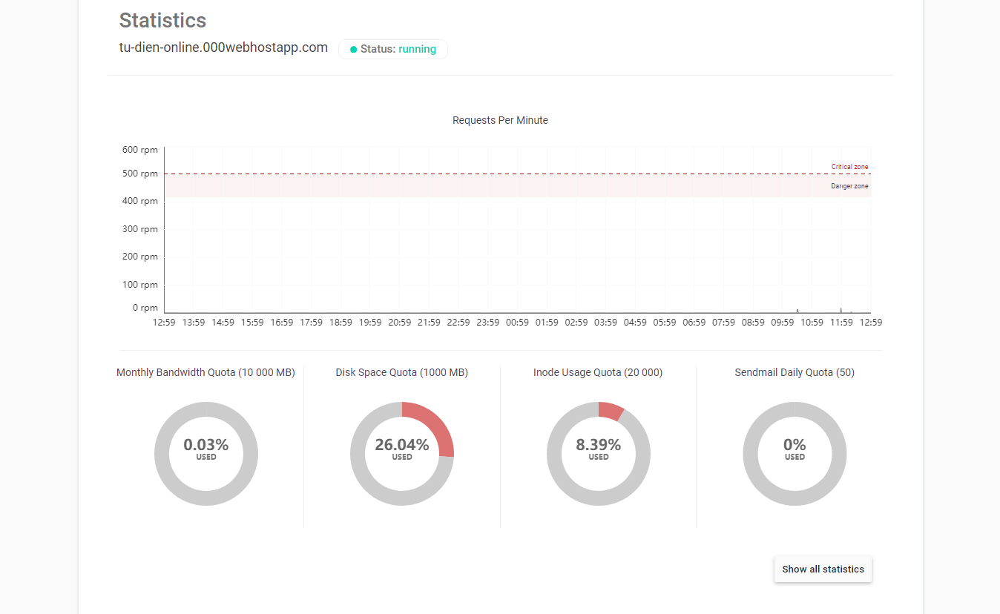 Statistics
tu-dien-online.000webhostapp.com
Status: running
Requests Per Minute
600 rpm
Critical zone
500 rpm
Danger zone
400 rpm
300 rpm
200 rpm
100 rpm
0 rpm
12:59 13:59 14:59 15:59 16:59 17:59 18:59 19:59 20:59 21:59 22:59 23:59 00:59 01:59 02:59 03:59 04:59 05:59 06:59 07:59 08:59 09:59 10:59 11:59 12:59
Monthly Bandwidth Quota (10 000 MB)
0.03%
USED
Disk Space Quota (1000 MB)
26.04%
USED
Inode Usage Quota (20 000)
8.39%
USED
Sendmail Daily Quota (50)
0%
USED
Show all statistics